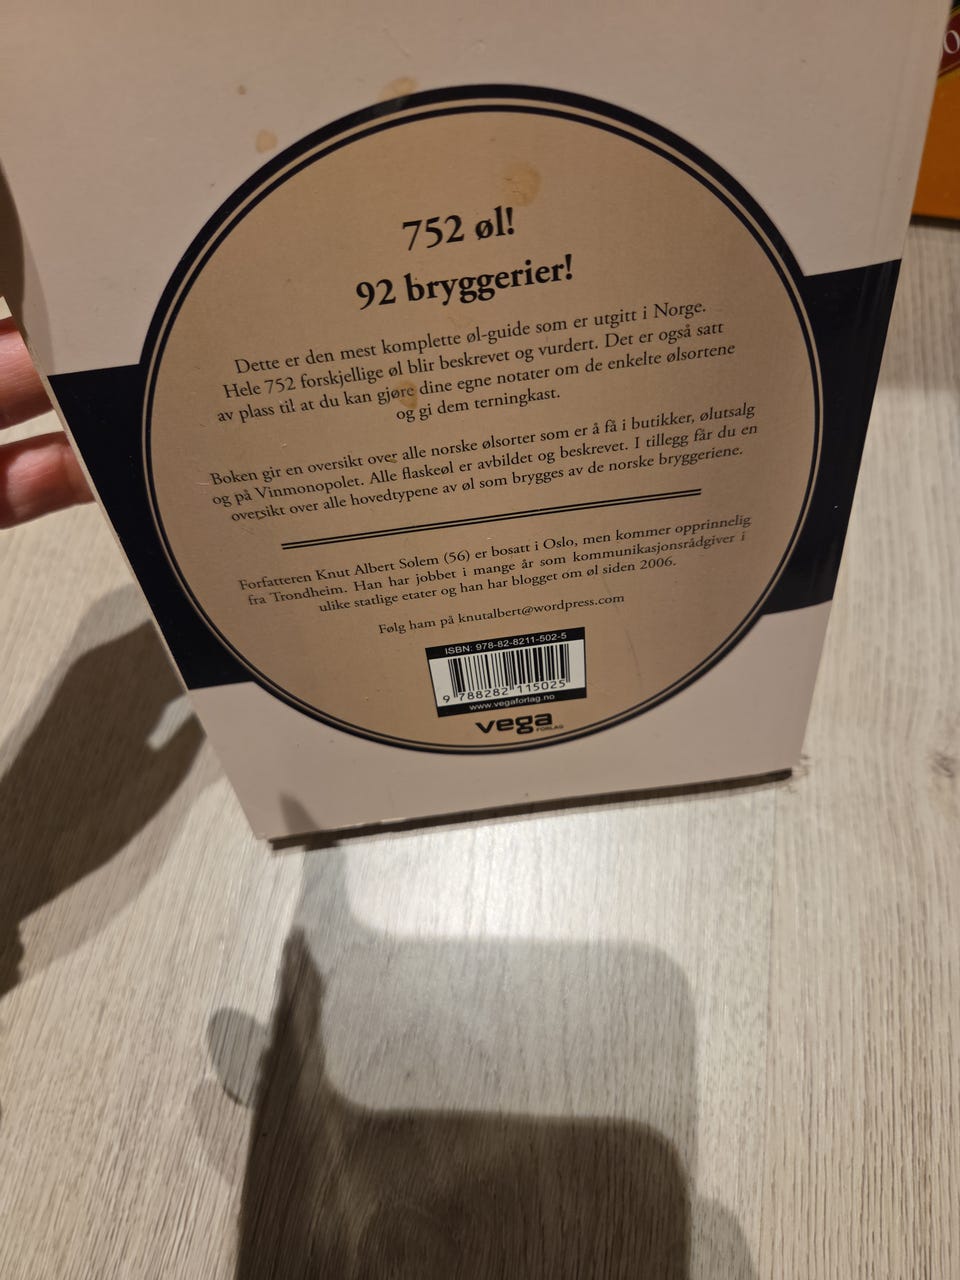 752 øl!
92 bryggerier!
Dette er den mest komplette øl-guide som er utgitt i Norge.
Hele 752 forskjellige øl blir beskrevet og vurdert. Det er også satt
av plass til at du kan gjøre dine egne notater om de enkelte ølsortene
og gi dem terningkast.
Boken gir en oversikt over alle norske ølsorter som er å få i butikker, ølutsalg
og på Vinmonopolet. Alle flaskeøl er avbildet og beskrevet. I tillegg får du en
oversikt over alle hovedtypene av øl som brygges av de norske bryggeriene.
Forfatteren Knut Albert Solem (56) er bosatt i Oslo, men kommer opprinnelig
fra Trondheim. Han har jobbet i mange år som kommunikasjonsrådgiver i
ulike statlige etater og han har blogget om øl siden 2006.
Følg ham på knutalbert@wordpress.com
ISBN: 978-82-8211-502-5
9 788282 115025
www.vegaforlag.no
vega
FORLAG